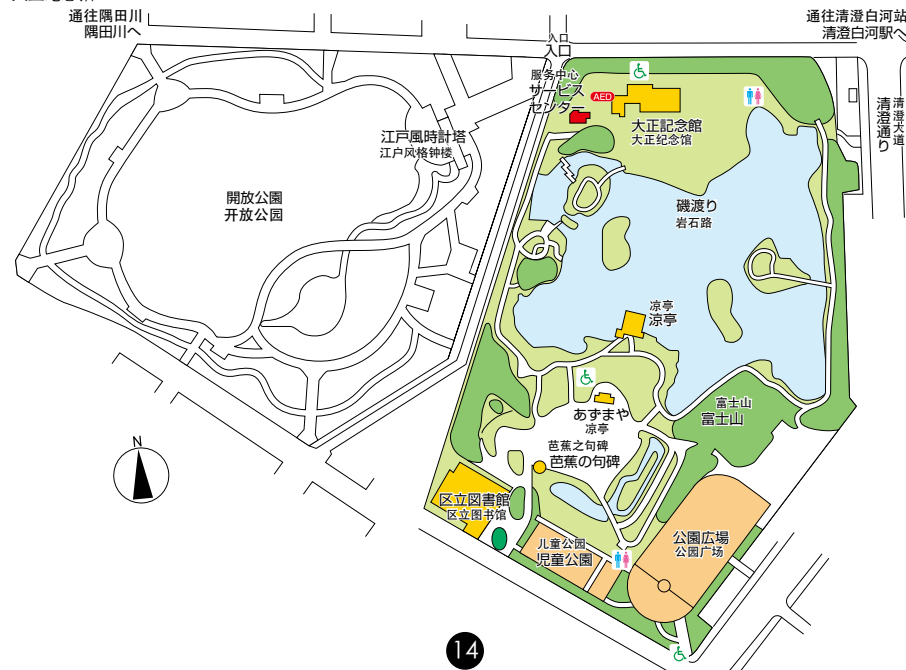 通往隅田川
隅田川へ
入口
入口
通往清澄白河站
清澄白河駅へ
服务中心
サービス
センター
AED
大正記念館
大正纪念馆
清澄大道
清澄通り
江戸風時計塔
江户风格钟楼
開放公園
开放公园
磯渡り
岩石路
凉亭
涼亭
富士山
富士山
あずまや
凉亭
芭蕉之句碑
芭蕉の句碑
N
区立図書館
区立图书馆
儿童公园
児童公園
公園広場
公园广场
14